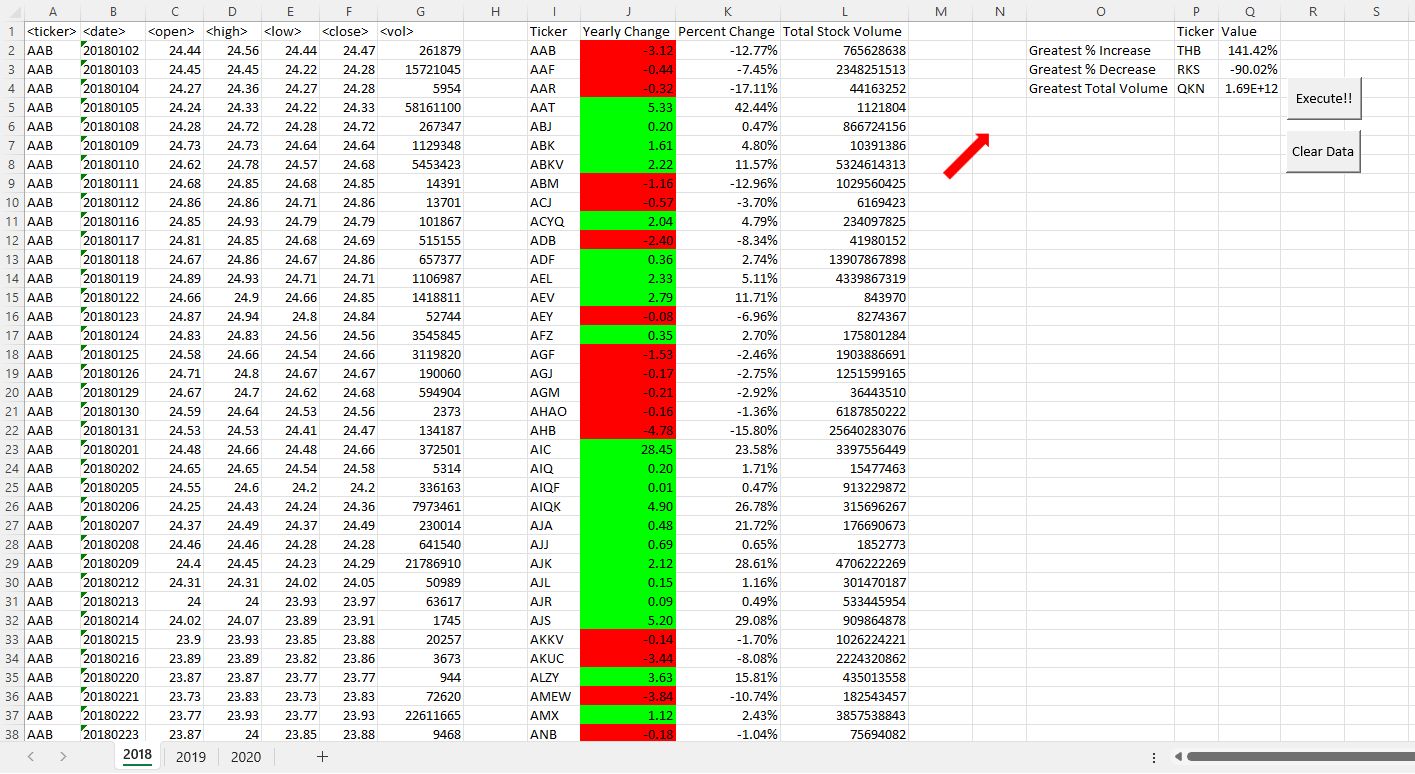 A B C D E F G H I J K L M N O P Q R S
1 <ticker> <date> <open> <high> <low> <close> <vol> Ticker Yearly Change Percent Change Total Stock Volume Ticker Value
2 AAB 20180102 24.44 24.56 24.44 24.47 261879 AAB -3.12 -12.77% 765628638 Greatest % Increase THB 141.42%
3 AAB 20180103 24.45 24.45 24.22 24.28 15721045 AAF -0.44 -7.45% 2348251513 Greatest % Decrease RKS -90.02%
4 AAB 20180104 24.27 24.36 24.27 24.28 5954 AAR -0.32 -17.11% 44163252 Greatest Total Volume QKN 1.69E+12
Execute!!
5 AAB 20180105 24.24 24.33 22.22 24.33 58161100 AAT 5.33 42.44% 1121804
6 AAB 20180108 24.28 24.72 24.28 24.72 267347 ABJ 0.20 0.47% 866724156
7 AAB 20180109 24.73 24.73 24.64 24.64 1129348 ABK 1.61 4.80% 10391386
Clear Data
8 AAB 20180110 24.62 24.78 24.57 24.68 5453423 ABKV 2.22 11.57% 5324614313
9 AAB 20180111 24.68 24.85 24.68 24.85 14391 ABM -1.16 -12.96% 1029560425
10 AAB 20180112 24.86 24.86 24.71 24.86 13701 ACJ -0.57 -3.70% 6169423
11 AAB 20180116 24.85 24.93 24.79 24.79 101867 ACYQ 2.04 4.79% 234097825
12 AAB 20180117 24.81 24.85 24.68 24.69 515155 ADB -2.40 -8.34% 41980152
13 AAB 20180118 24.67 24.86 24.67 24.86 657377 ADF 0.36 2.74% 13907867898
14 AAB 20180119 24.89 24.93 24.71 24.71 1106987 AEL 2.33 5.11% 4339867319
15 AAB 20180122 24.66 24.9 24.66 24.85 1418811 AEV 2.79 11.71% 843970
16 AAB 20180123 24.87 24.94 24.8 24.84 52744 AEY -0.08 -6.96% 8274367
17 AAB 20180124 24.83 24.83 24.56 24.56 3545845 AFZ 0.35 2.70% 175801284
18 AAB 20180125 24.58 24.66 24.54 24.66 3119820 AGF -1.53 -2.46% 1903886691
19 AAB 20180126 24.71 24.8 24.67 24.67 190060 AGJ -0.17 -2.75% 1251599165
20 AAB 20180129 24.67 24.7 24.62 24.68 594904 AGM -0.21 -2.92% 36443510
21 AAB 20180130 24.59 24.64 24.53 24.56 2373 AHAO -0.16 -1.36% 6187850222
22 AAB 20180131 24.53 24.53 24.41 24.47 134187 AHB -4.78 -15.80% 25640283076
23 AAB 20180201 24.48 24.66 24.48 24.66 372501 AIC 28.45 23.58% 3397556449
24 AAB 20180202 24.65 24.65 24.54 24.58 5314 AIQ 0.20 1.71% 15477463
25 AAB 20180205 24.55 24.6 24.2 24.2 336163 AIQF 0.01 0.47% 913229872
26 AAB 20180206 24.25 24.43 24.24 24.36 7973461 AIQK 4.90 26.78% 315696267
27 AAB 20180207 24.37 24.49 24.37 24.49 230014 AJA 0.48 21.72% 176690673
28 AAB 20180208 24.46 24.46 24.28 24.28 641540 AJJ 0.69 0.65% 1852773
29 AAB 20180209 24.4 24.45 24.23 24.29 21786910 AJK 2.12 28.61% 4706222269
30 AAB 20180212 24.31 24.31 24.02 24.05 50989 AJL 0.15 1.16% 301470187
31 AAB 20180213 24 24 23.93 23.97 63617 AJR 0.09 0.49% 533445954
32 AAB 20180214 24.02 24.07 23.89 23.91 1745 AJS 5.20 29.08% 909864878
33 AAB 20180215 23.9 23.93 23.85 23.88 20257 AKKV -0.14 -1.70% 1026224221
34 AAB 20180216 23.89 23.89 23.82 23.86 3673 AKUC -3.44 -8.08% 2224320862
35 AAB 20180220 23.87 23.87 23.77 23.77 944 ALZY 3.63 15.81% 435013558
36 AAB 20180221 23.73 23.83 23.73 23.83 72620 AMEW -3.84 -10.74% 182543457
37 AAB 20180222 23.77 23.93 23.77 23.93 22611665 AMX 1.12 2.43% 3857538843
38 AAB 20180223 23.87 24 23.85 23.88 9468 ANB -0.18 -1.04% 75694082
2018 2019 2020 +